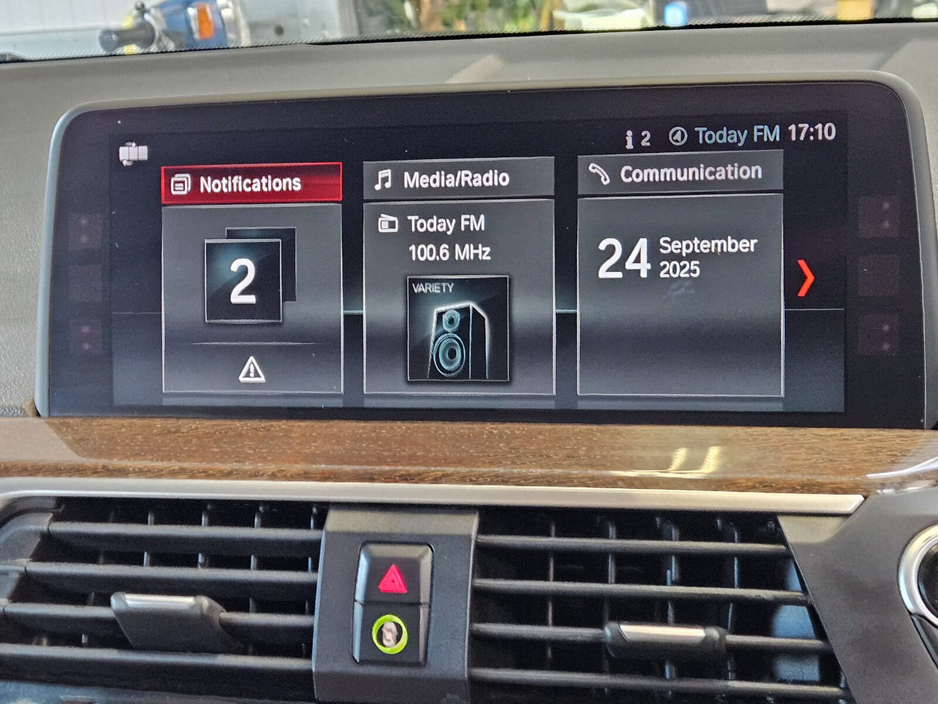 2 Today FM 17:10
Notifications
2
Media/Radio
Today FM
100.6 MHz
VARIETY
Communication
24 September
2025